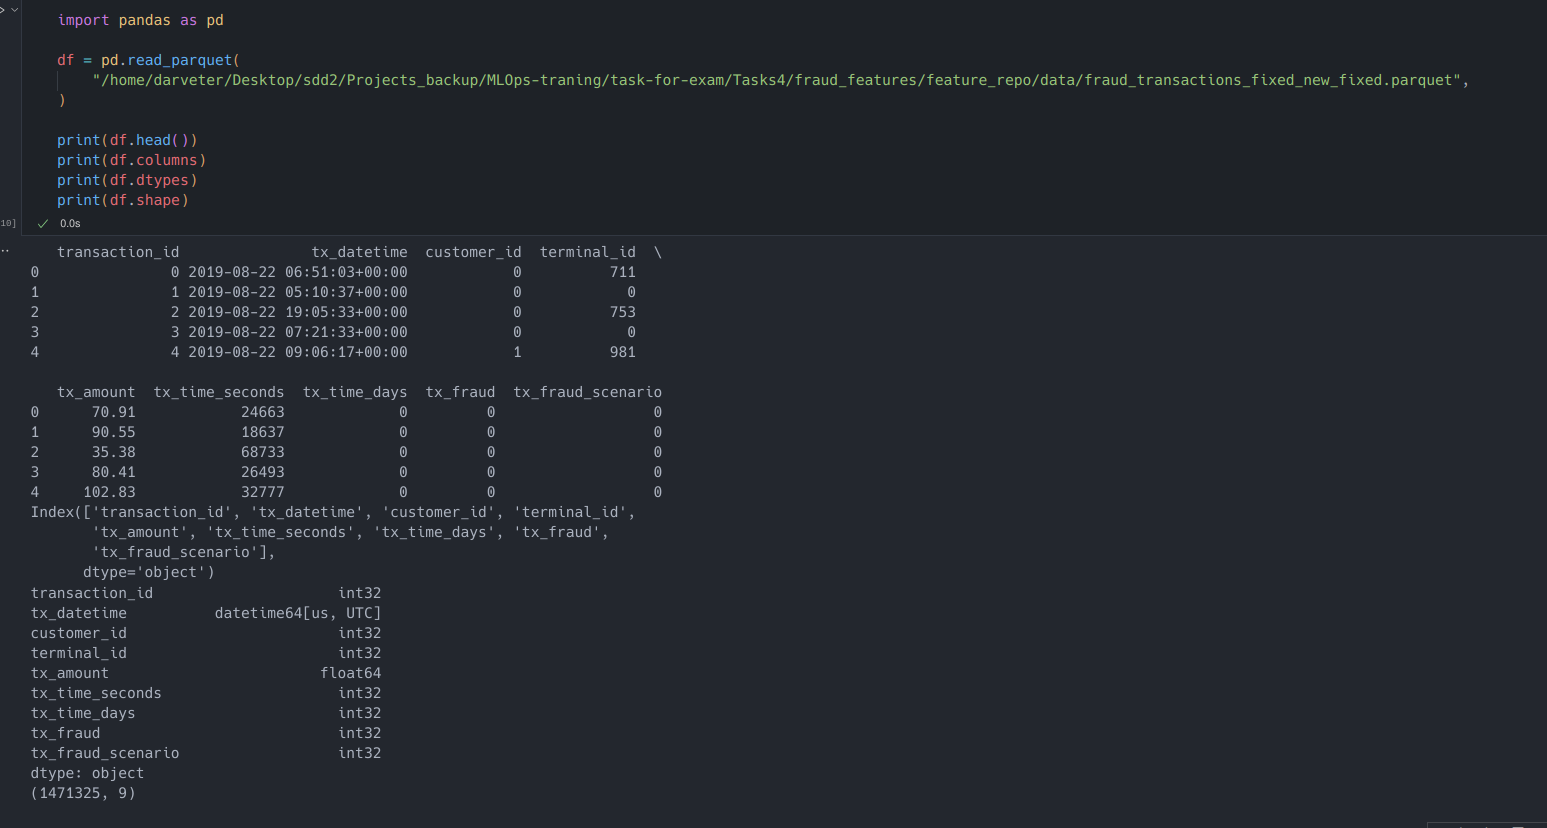 import pandas as pd
df = pd.read_parquet(
"/home/darveter/Desktop/sdd2/Projects_backup/MLOps-traning/task-for-exam/Tasks4/fraud_features/feature_repo/data/fraud_transactions_fixed_new_fixed.parquet",
)
print(df.head())
print(df.columns)
print(df.dtypes)
print(df.shape)
10] ✓ 0.0s
transaction_id tx_datetime customer_id terminal_id \
0 0 2019-08-22 06:51:03+00:00 0 711
1 1 2019-08-22 05:10:37+00:00 0 0
2 2 2019-08-22 19:05:33+00:00 0 753
3 3 2019-08-22 07:21:33+00:00 0 0
4 4 2019-08-22 09:06:17+00:00 1 981
tx_amount tx_time_seconds tx_time_days tx_fraud tx_fraud_scenario
0 70.91 24663 0 0 0
1 90.55 18637 0 0 0
2 35.38 68733 0 0 0
3 80.41 26493 0 0 0
4 102.83 32777 0 0 0
Index(['transaction_id', 'tx_datetime', 'customer_id', 'terminal_id',
'tx_amount', 'tx_time_seconds', 'tx_time_days', 'tx_fraud',
'tx_fraud_scenario'],
dtype='object')
transaction_id int32
tx_datetime datetime64[us, UTC]
customer_id int32
terminal_id int32
tx_amount float64
tx_time_seconds int32
tx_time_days int32
tx_fraud int32
tx_fraud_scenario int32
dtype: object
(1471325, 9)